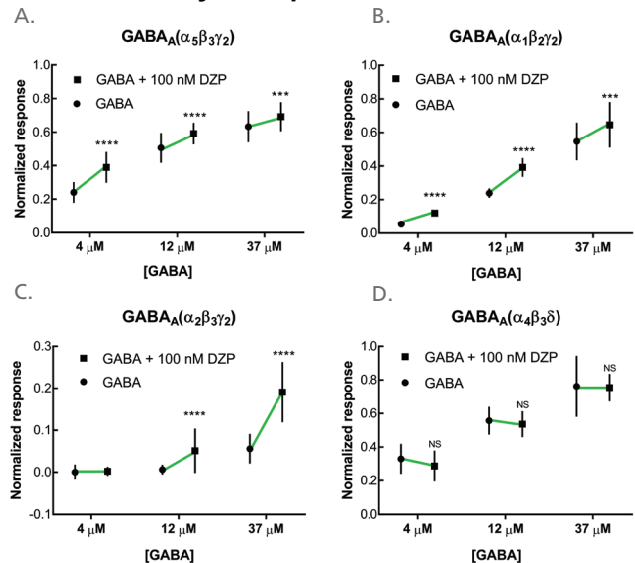 A.
GABAA(α5β3γ2)
Normalized response
1.0
0.8
0.6
0.4
0.2
0.0
GABA + 100 nM DZP
GABA
****
****
***
4 µM
12 µM
37 µM
[GABA]
B.
GABAA(α1β2γ2)
Normalized response
1.0
0.8
0.6
0.4
0.2
0.0
GABA + 100 nM DZP
GABA
****
****
***
4 µM
12 µM
37 µM
[GABA]
C.
GABAA(α2β3γ2)
Normalized response
0.3
0.2
0.1
0.0
-0.1
GABA + 100 nM DZP
GABA
****
****
4 µM
12 µM
37 µM
[GABA]
D.
GABAA(α4β3δ)
Normalized response
1.0
0.8
0.6
0.4
0.2
0.0
GABA + 100 nM DZP
GABA
NS
NS
NS
4 µM
12 µM
37 µM
[GABA]